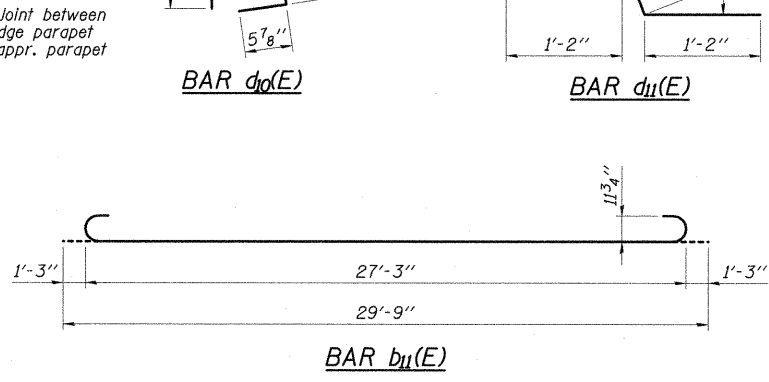 Joint between
dge parapet
appr. parapet
5 7/8"
BAR d10(E)
1'-2"
1'-2"
BAR d11(E)
11 3/4"
1'-3"
27'-3"
1'-3"
29'-9"
BAR b11(E)